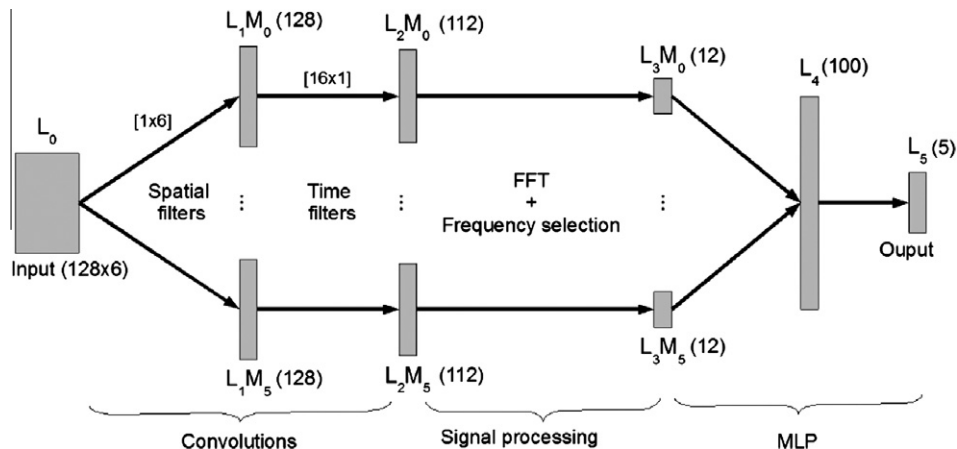 L0
Input (128x6)
[1x6]
Spatial
filters
L1M0 (128)
⋮
L1M5 (128)
[16x1]
Time
filters
L2M0 (112)
⋮
L2M5 (112)
FFT
+
Frequency selection
L3M0 (12)
⋮
L3M5 (12)
L4 (100)
L5 (5)
Ouput
Convolutions
Signal processing
MLP